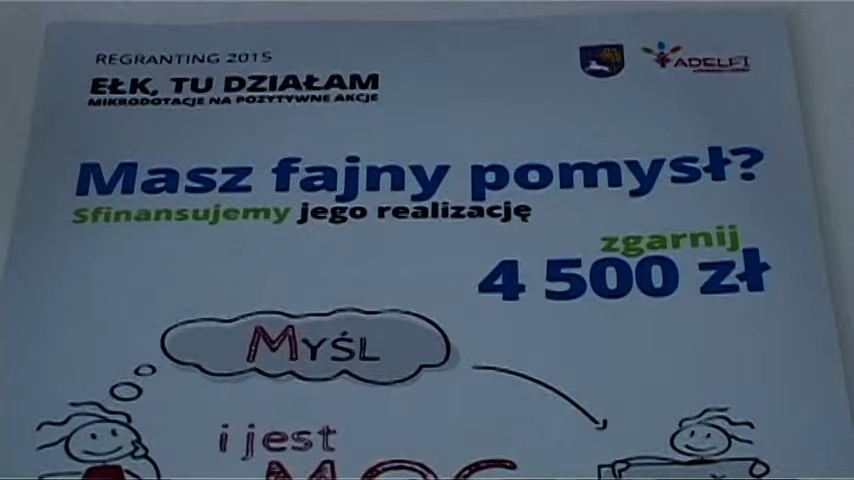 REGRANTING 2015
EŁK, TU DZIAŁAM
MIKRODOTACJE NA POZYTYWNE AKCJE
ADELFI
Masz fajny pomysł?
Sfinansujemy jego realizację
zgarnij
4 500 zł
MYŚL
i jest
MOC